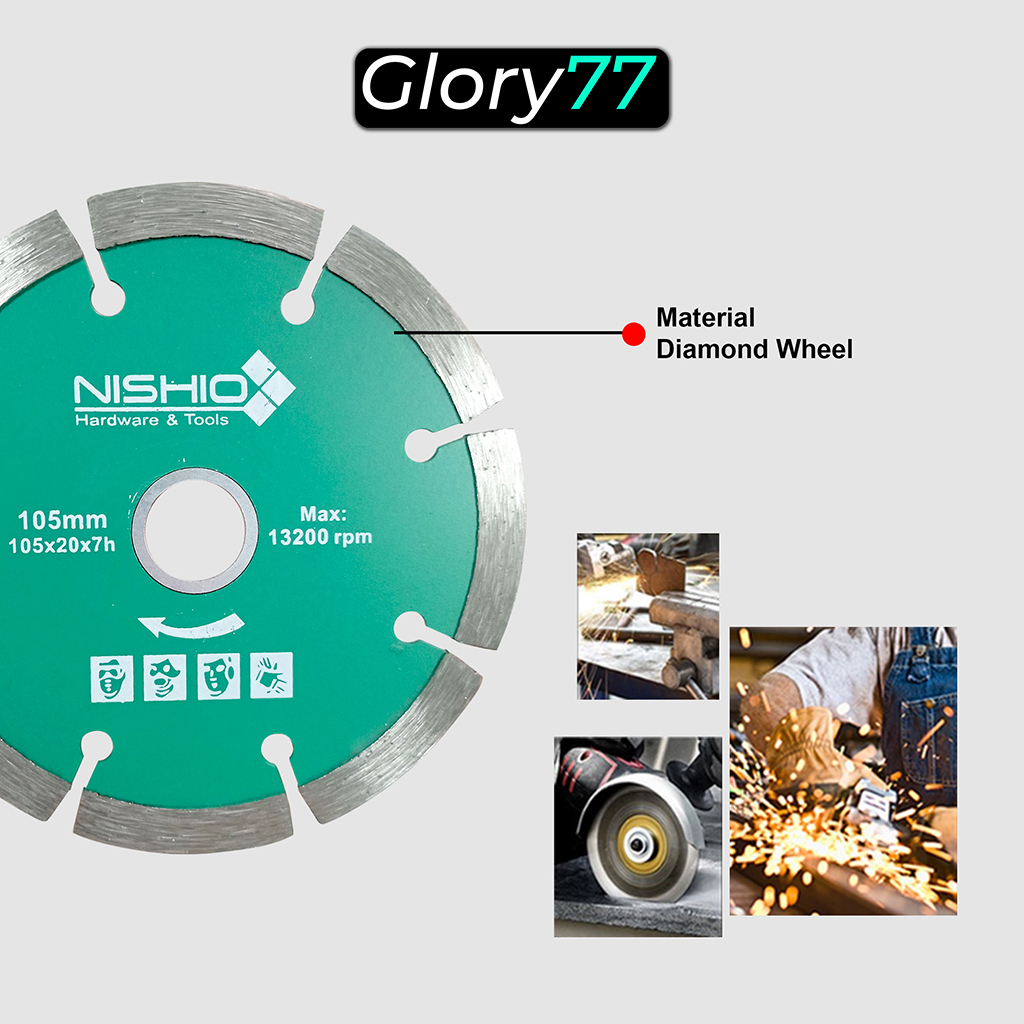 Glory77
Material
Diamond Wheel
NISHIO
Hardware & Tools
105mm
105x20x7h
Max:
13200 rpm